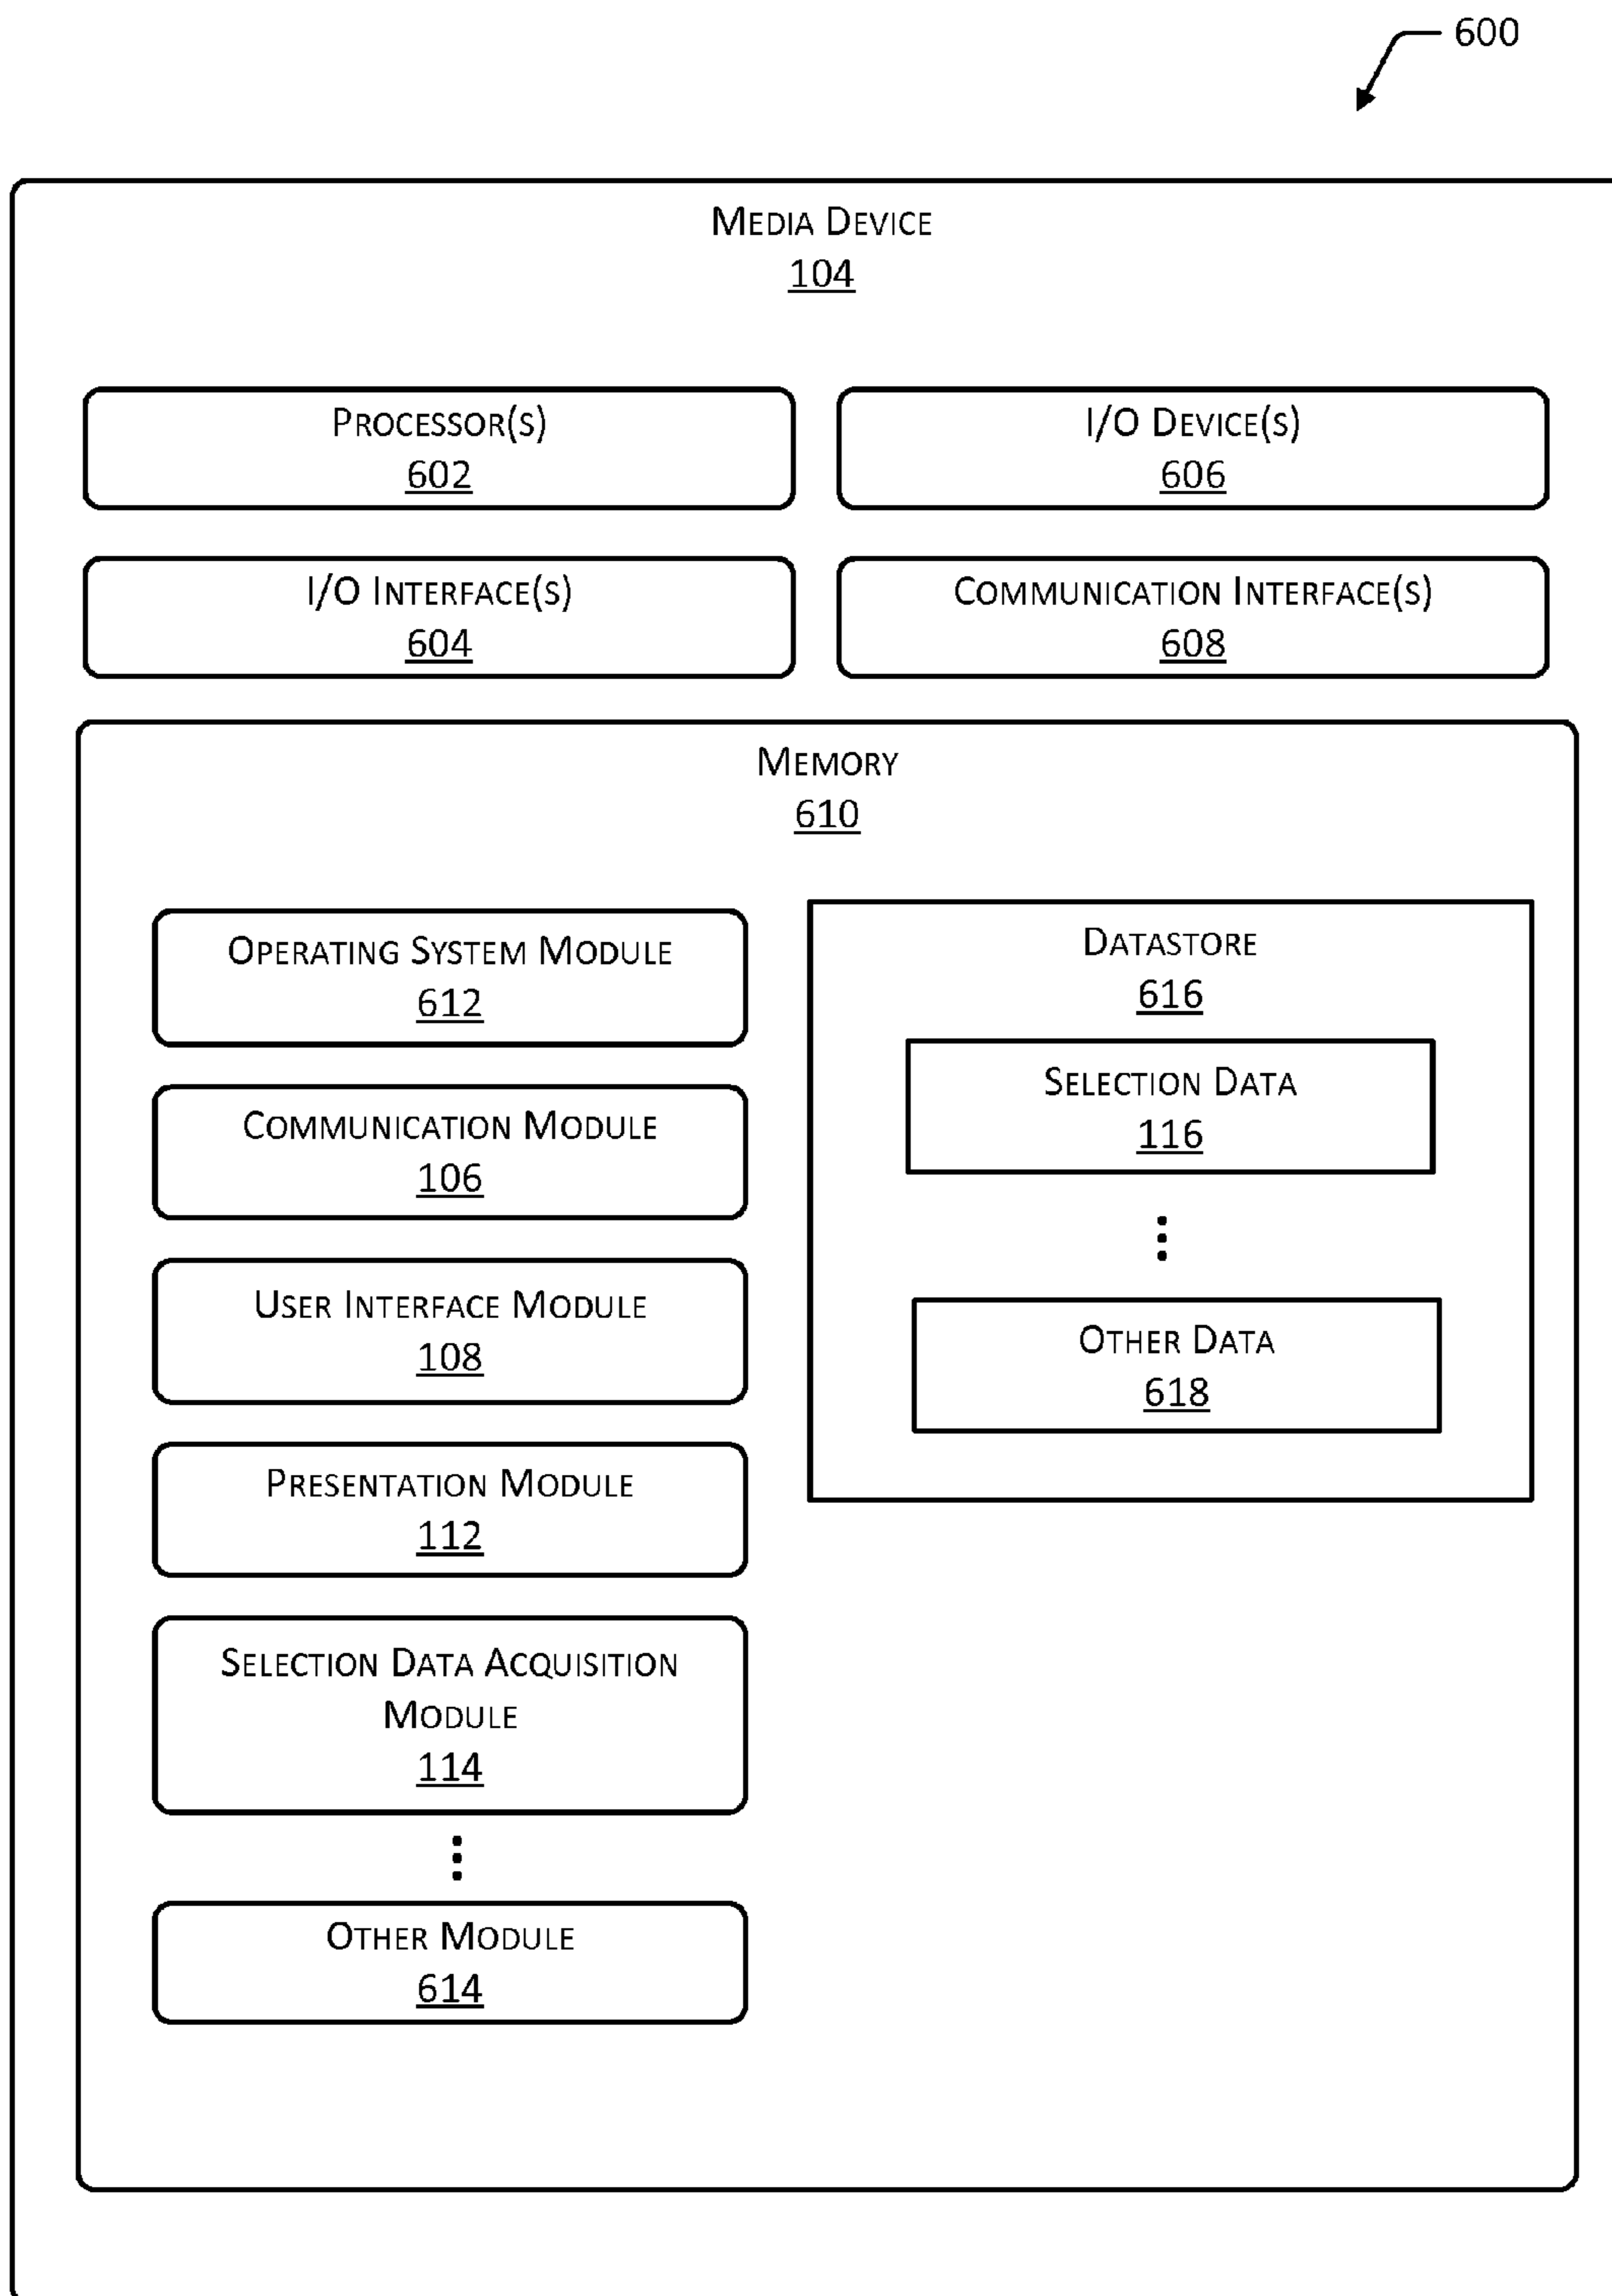 600
MEDIA DEVICE
104
PROCESSOR(S)
602
I/O DEVICE(S)
606
I/O INTERFACE(S)
604
COMMUNICATION INTERFACE(S)
608
MEMORY
610
OPERATING SYSTEM MODULE
612
COMMUNICATION MODULE
106
USER INTERFACE MODULE
108
PRESENTATION MODULE
112
SELECTION DATA ACQUISITION
MODULE
114
OTHER MODULE
614
DATASTORE
616
SELECTION DATA
116
OTHER DATA
618